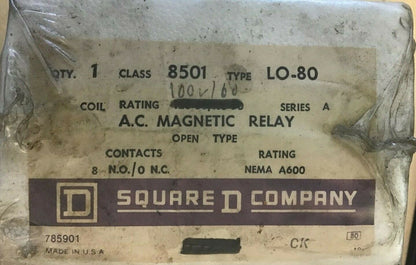 QTY. 1 CLASS 8501 TYPE LO-80
100v/60
COIL RATING SERIES A
A.C. MAGNETIC RELAY
OPEN TYPE
CONTACTS RATING
8 N.O./0 N.C. NEMA A600
D SQUARE D COMPANY
785901
MADE IN U.S.A. CK 80